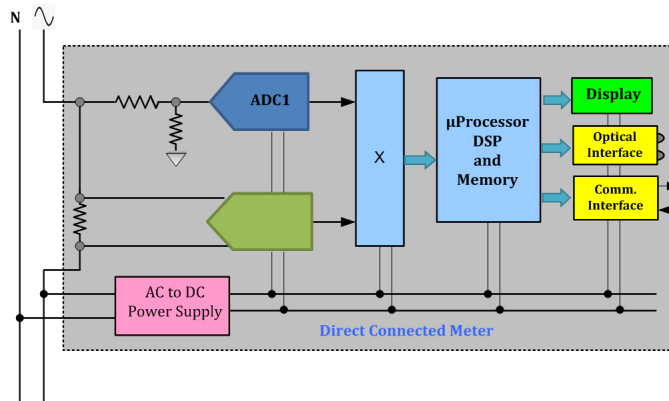 N
ADC1
X
µProcessor
DSP
and
Memory
Display
Optical
Interface
Comm.
Interface
AC to DC
Power Supply
Direct Connected Meter